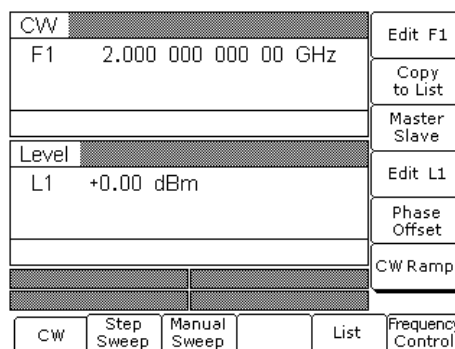 CW
F1 2.000 000 000 00 GHz
Level
L1 +0.00 dBm
Edit F1
Copy
to List
Master
Slave
Edit L1
Phase
Offset
CW Ramp
CW
Step
Sweep
Manual
Sweep
List
Frequency
Control